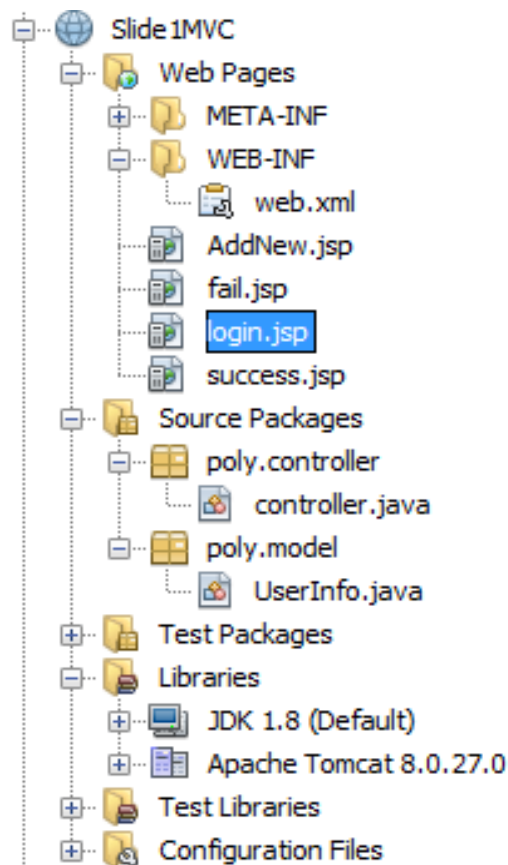 Slide1MVC
Web Pages
META-INF
WEB-INF
web.xml
AddNew.jsp
fail.jsp
login.jsp
success.jsp
Source Packages
poly.controller
controller.java
poly.model
UserInfo.java
Test Packages
Libraries
JDK 1.8 (Default)
Apache Tomcat 8.0.27.0
Test Libraries
Configuration Files